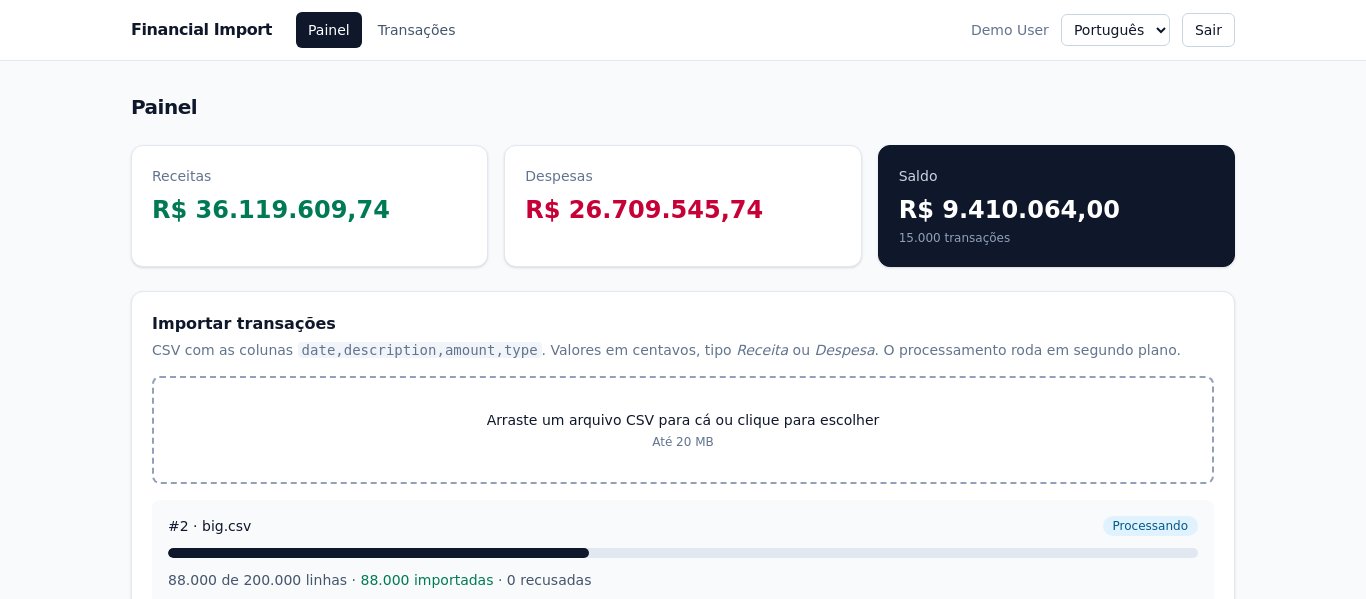 Financial Import Painel Transações Demo User Português Sair
Painel
Receitas
R$ 36.119.609,74
Despesas
R$ 26.709.545,74
Saldo
R$ 9.410.064,00
15.000 transações
Importar transações
CSV com as colunas date,description,amount,type. Valores em centavos, tipo Receita ou Despesa. O processamento roda em segundo plano.
Arraste um arquivo CSV para cá ou clique para escolher
Até 20 MB
#2 · big.csv Processando
88.000 de 200.000 linhas · 88.000 importadas · 0 recusadas